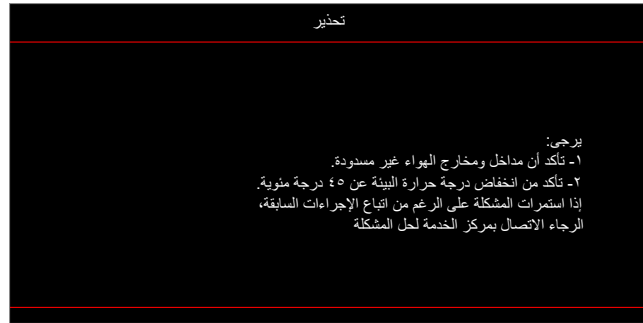 تحذير
يرجى:
١- تأكد أن مداخل ومخارج الهواء غير مسدودة.
٢- تأكد من انخفاض درجة حرارة البيئة عن ٤٥ درجة مئوية.
إذا استمرات المشكلة على الرغم من اتباع الإجراءات السابقة،
الرجاء الاتصال بمركز الخدمة لحل المشكلة